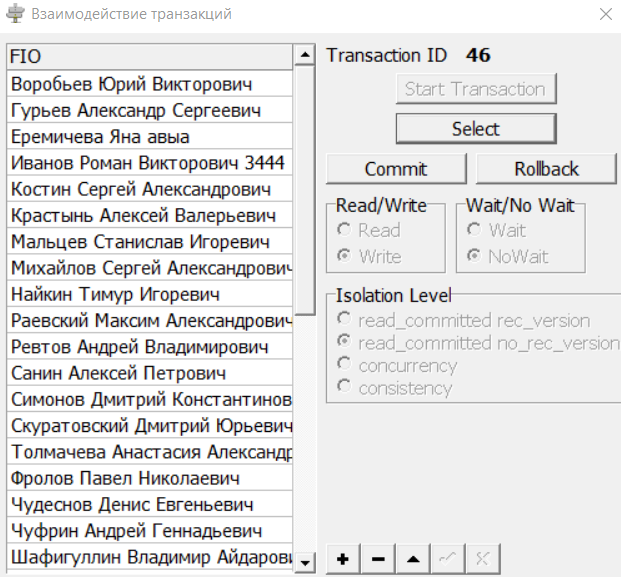 Взаимодействие транзакций
FIO
Воробьев Юрий Викторович
Гурьев Александр Сергеевич
Еремичева Яна авыа
Иванов Роман Викторович 3444
Костин Сергей Александрович
Крастынь Алексей Валерьевич
Мальцев Станислав Игоревич
Михайлов Сергей Александрович
Найкин Тимур Игоревич
Раевский Максим Александрович
Ревтов Андрей Владимирович
Санин Алексей Петрович
Симонов Дмитрий Константинов
Скуратовский Дмитрий Юрьевич
Толмачева Анастасия Александр
Фролов Павел Николаевич
Чудеснов Денис Евгеньевич
Чуфрин Андрей Геннадьевич
Шафигуллин Владимир Айдарови
Transaction ID 46
Start Transaction
Select
Commit Rollback
Read/Write Wait/No Wait
Read Wait
Write NoWait
Isolation Level
read_committed rec_version
read_committed no_rec_version
concurrency
consistency